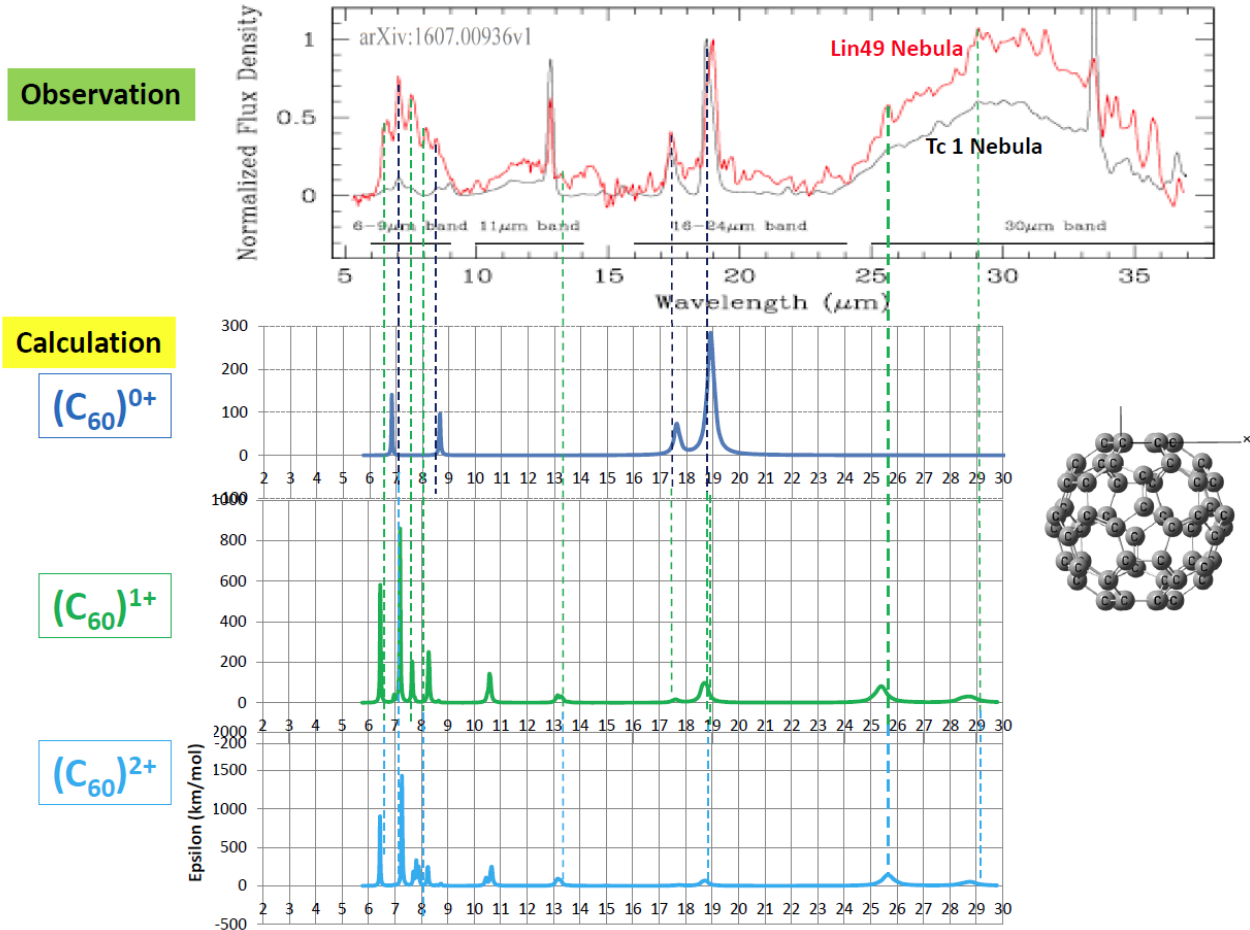 arXiv:1607.00936v1
Observation
Normalized Flux Density
1
0.5
0
Lin49 Nebula
Tc 1 Nebula
6-9μm band 11μm band 16-24μm band 30μm band
5 10 15 20 25 30 35
Wavelength (μm)
Calculation
(C60)0+
300
200
100
0
2 3 4 5 6 7 8 9 10 11 12 13 14 15 16 17 18 19 20 21 22 23 24 25 26 27 28 29 30
-100
x
C C C C C C C C C C C C C C C C C C C C C C C C C C C C C C
(C60)1+
1000
800
600
400
200
0
2 3 4 5 6 7 8 9 10 11 12 13 14 15 16 17 18 19 20 21 22 23 24 25 26 27 28 29 30
-200
(C60)2+
Epsilon (km/mol)
2000
1500
1000
500
0
2 3 4 5 6 7 8 9 10 11 12 13 14 15 16 17 18 19 20 21 22 23 24 25 26 27 28 29 30
-500